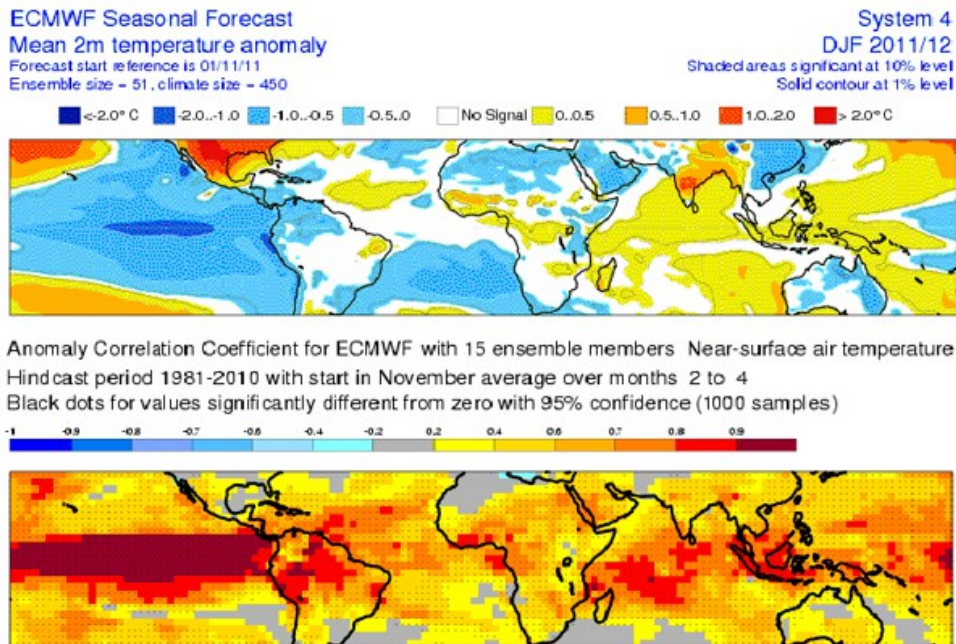 ECMWF Seasonal Forecast
System 4
Mean 2m temperature anomaly
DJF 2011/12
Forecast start reference is 01/11/11
Shaded areas significant at 10% level
Ensemble size = 51, climate size = 450
Solid contour at 1% level
<-2.0° C -2.0..-1.0 -1.0..-0.5 -0.5..0 No Signal 0..0.5 0.5..1.0 1.0..2.0 > 2.0° C
Anomaly Correlation Coefficient for ECMWF with 15 ensemble members Near-surface air temperature
Hindcast period 1981-2010 with start in November average over months 2 to 4
Black dots for values significantly different from zero with 95% confidence (1000 samples)
-1 -0.9 -0.7 -0.6 -0.4 -0.2 0.2 0.4 0.6 0.7 0.8 0.9